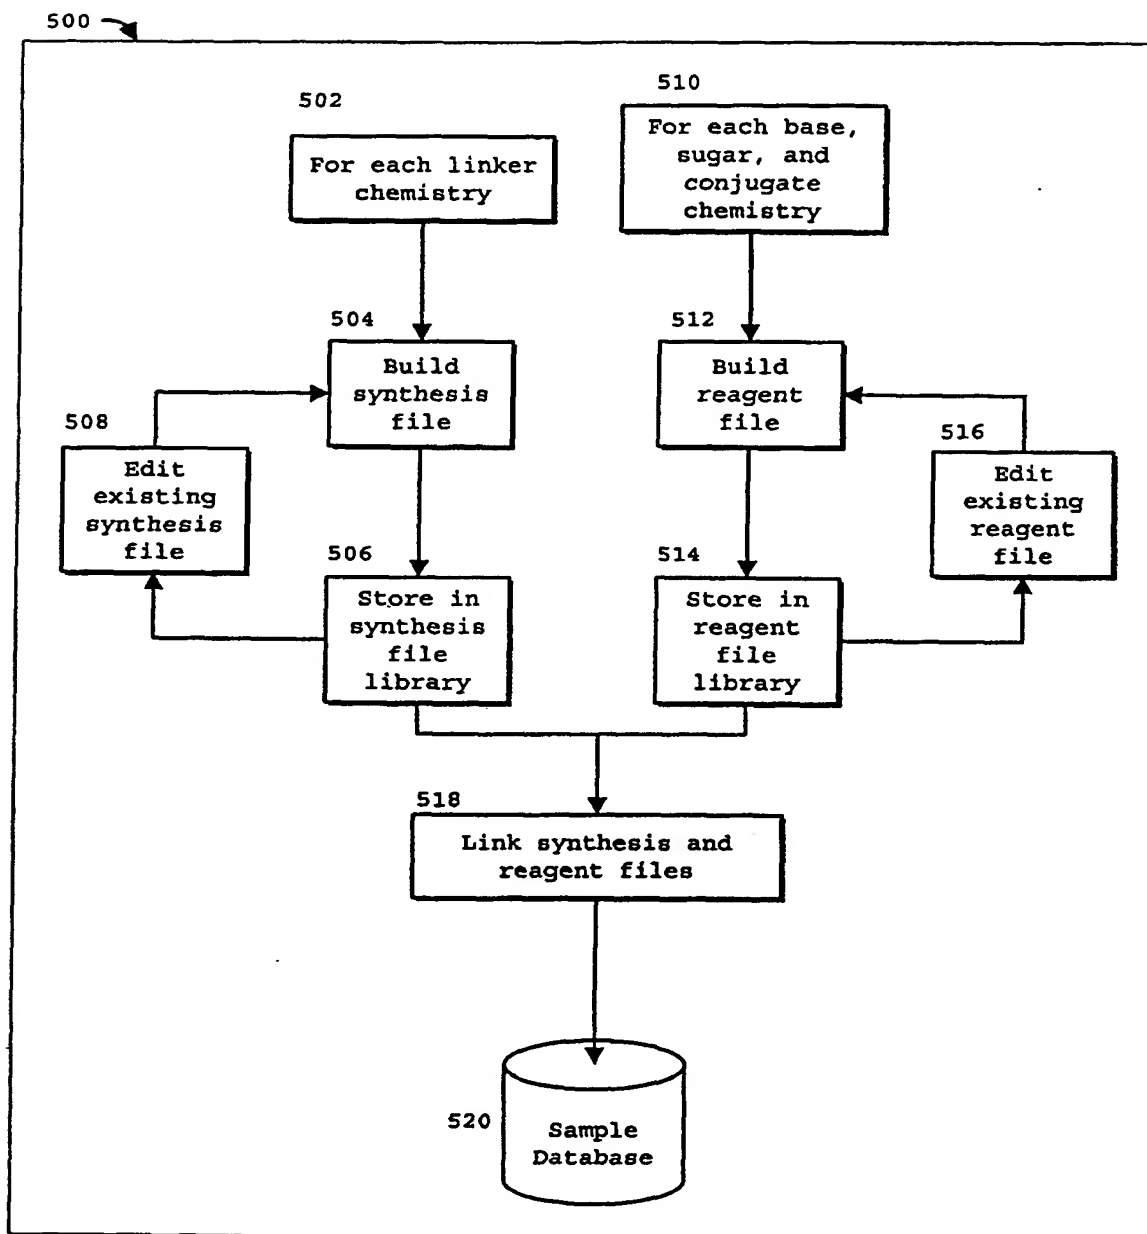 500
502
For each linker
chemistry
510
For each base,
sugar, and
conjugate
chemistry
504
Build
synthesis
file
512
Build
reagent
file
508
Edit
existing
synthesis
file
516
Edit
existing
reagent
file
506
Store in
synthesis
file
library
514
Store in
reagent
file
library
518
Link synthesis and
reagent files
520
Sample
Database